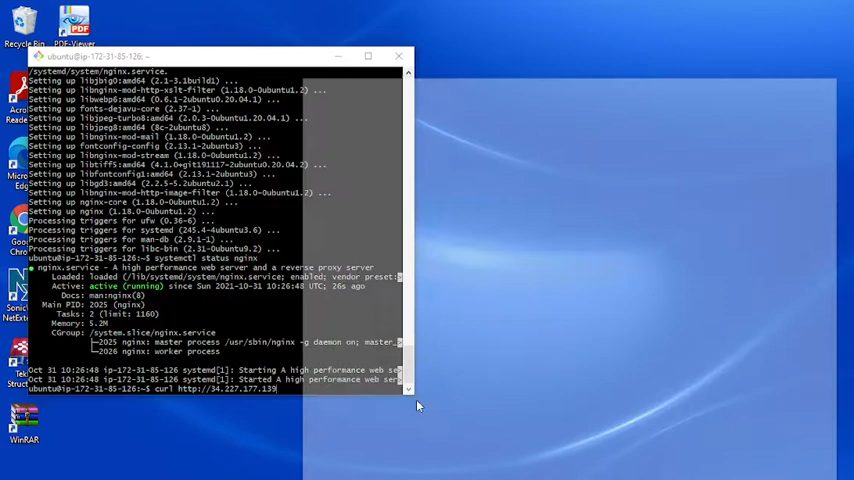 Recycle Bin
PDF-Viewer
Acro
Reade
Micro
Edg
Goo
Chro
Sonic
NetExt
Tek
Struc
WinRAR
ubuntu@ip-172-31-85-126: ~
/systemd/system/nginx.service.
Setting up libjbig0:amd64 (2.1-3.1build1) ...
Setting up libnginx-mod-http-xslt-filter (1.18.0-0ubuntu1.2) ...
Setting up libwebp6:amd64 (0.6.1-2ubuntu0.20.04.1) ...
Setting up fonts-dejavu-core (2.37-1) ...
Setting up libjpeg-turbo8:amd64 (2.0.3-0ubuntu1.20.04.1) ...
Setting up libjpeg8:amd64 (8c-2ubuntu8) ...
Setting up libnginx-mod-mail (1.18.0-0ubuntu1.2) ...
Setting up fontconfig-config (2.13.1-2ubuntu3) ...
Setting up libnginx-mod-stream (1.18.0-0ubuntu1.2) ...
Setting up libtiff5:amd64 (4.1.0+git191117-2ubuntu0.20.04.2) ...
Setting up libfontconfig1:amd64 (2.13.1-2ubuntu3) ...
Setting up libgd3:amd64 (2.2.5-5.2ubuntu2.1) ...
Setting up libnginx-mod-http-image-filter (1.18.0-0ubuntu1.2) ...
Setting up nginx-core (1.18.0-0ubuntu1.2) ...
Setting up nginx (1.18.0-0ubuntu1.2) ...
Processing triggers for ufw (0.36-6) ...
Processing triggers for systemd (245.4-4ubuntu3.6) ...
Processing triggers for man-db (2.9.1-1) ...
Processing triggers for libc-bin (2.31-0ubuntu9.2) ...
ubuntu@ip-172-31-85-126:~$ systemctl status nginx
● nginx.service - A high performance web server and a reverse proxy server
Loaded: loaded (/lib/systemd/system/nginx.service; enabled; vendor preset:>
Active: active (running) since Sun 2021-10-31 10:26:48 UTC; 26s ago
Docs: man:nginx(8)
Main PID: 2025 (nginx)
Tasks: 2 (limit: 1160)
Memory: 5.2M
CGroup: /system.slice/nginx.service
├─2025 nginx: master process /usr/sbin/nginx -g daemon on; master_>
└─2026 nginx: worker process
Oct 31 10:26:48 ip-172-31-85-126 systemd[1]: Starting A high performance web se>
Oct 31 10:26:48 ip-172-31-85-126 systemd[1]: Started A high performance web ser>
ubuntu@ip-172-31-85-126:~$ curl http://34.227.177.139